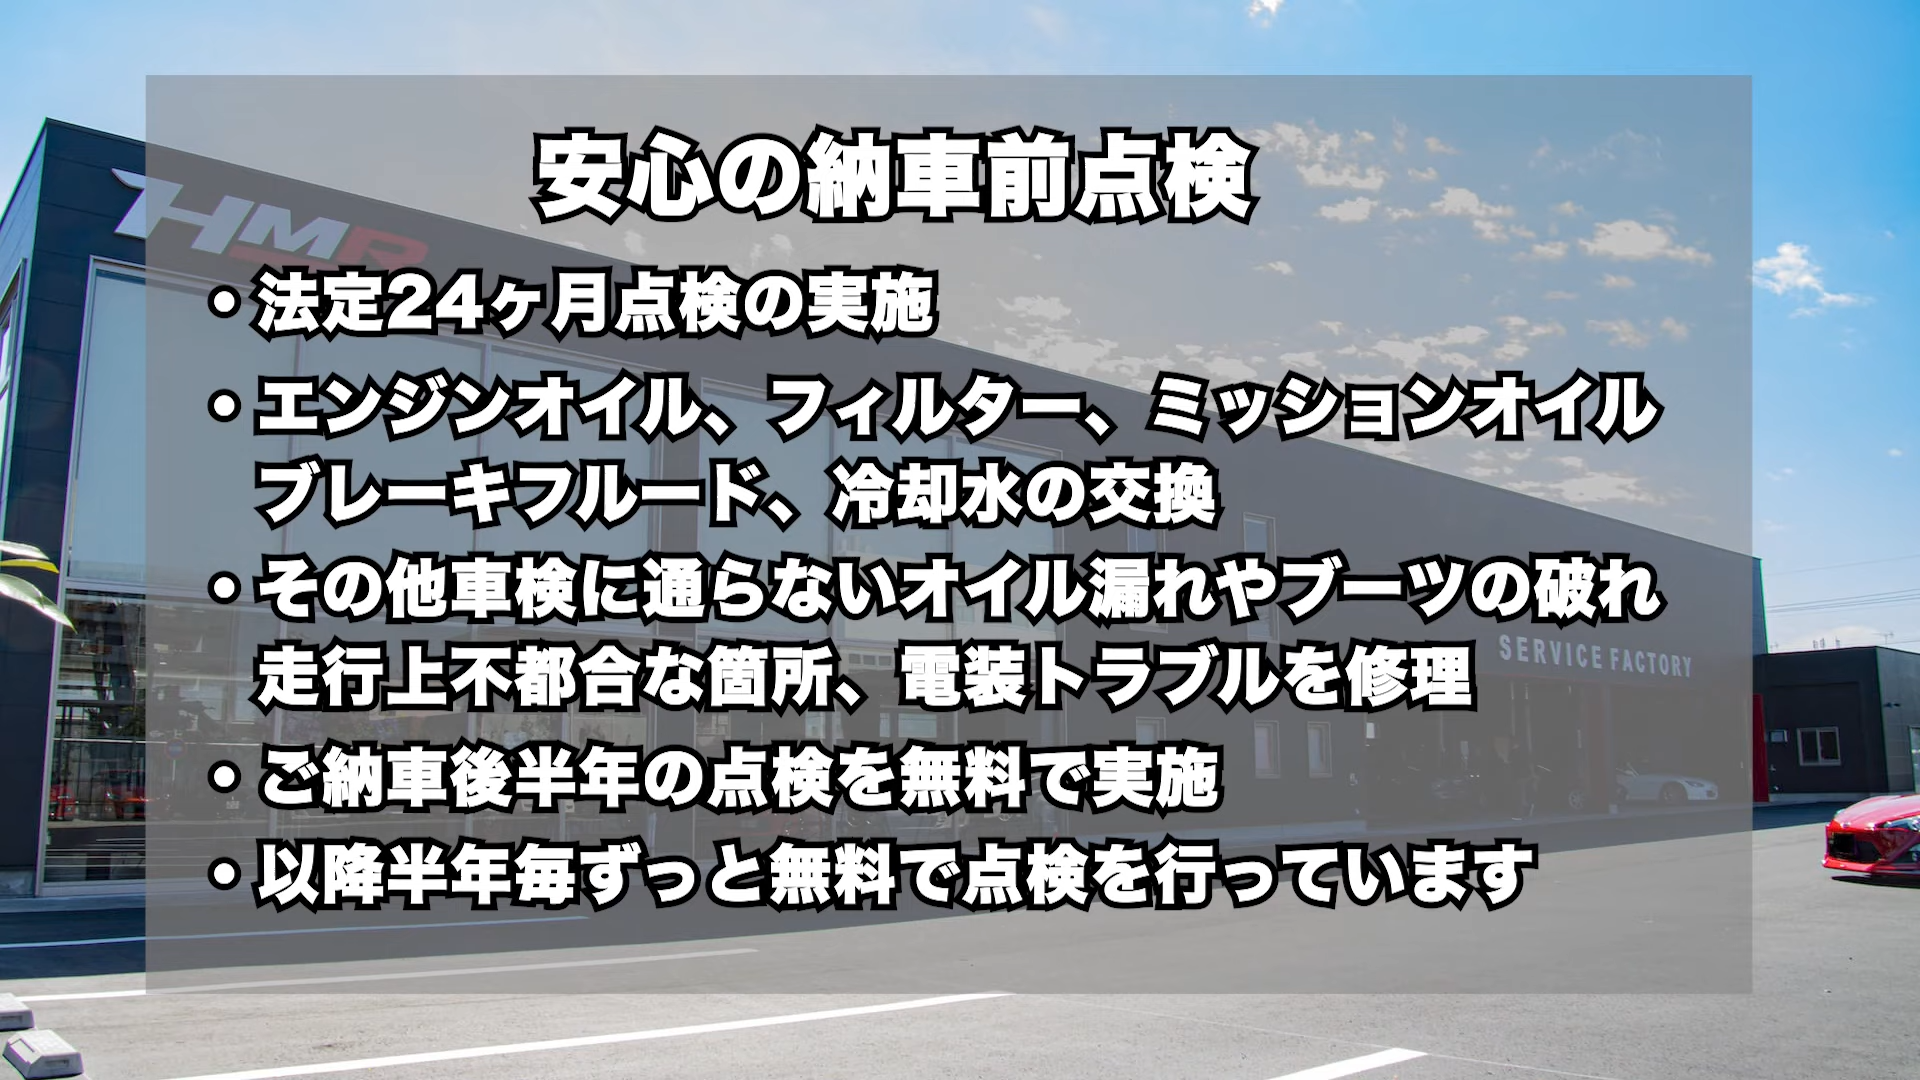 安心の納車前点検
HMR
・法定24ヶ月点検の実施
・エンジンオイル、フィルター、ミッションオイル
ブレーキフルード、冷却水の交換
・その他車検に通らないオイル漏れやブーツの破れ
走行上不都合な箇所、電装トラブルを修理
SERVICE FACTORY
・ご納車後半年の点検を無料で実施
・以降半年毎ずっと無料で点検を行っています